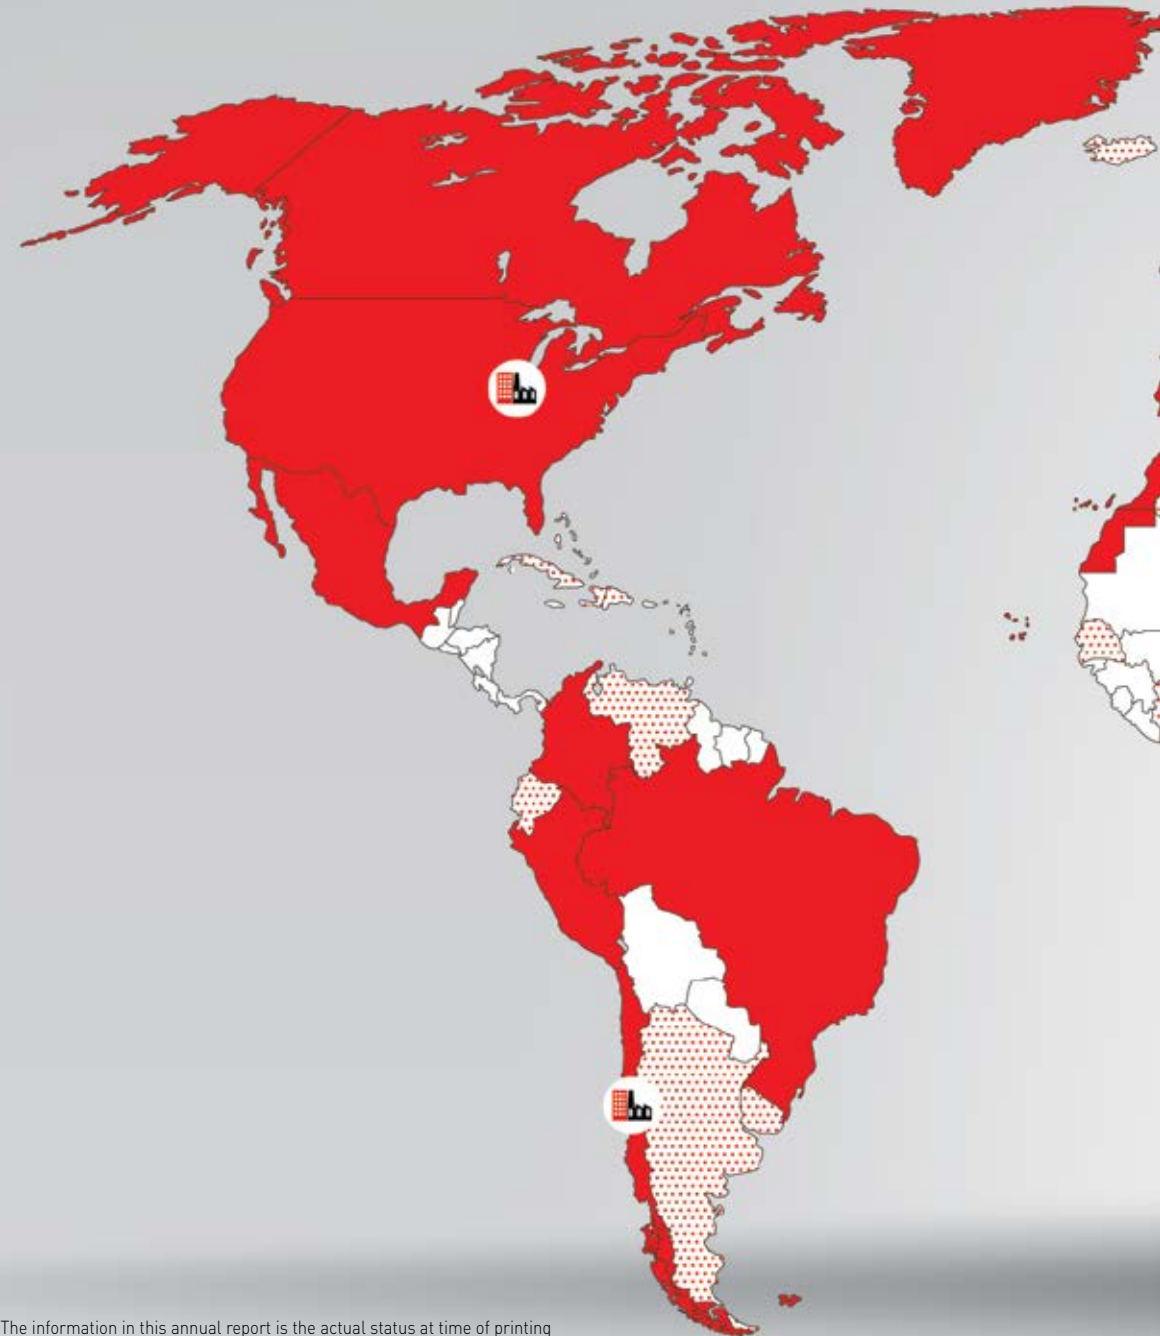 The information in this annual report is the actual status at time of printing